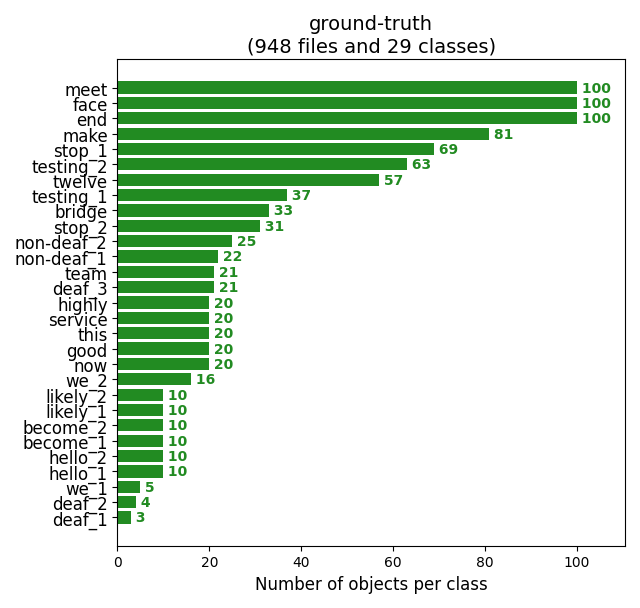 ground-truth
(948 files and 29 classes)
meet 100
face 100
end 100
make 81
stop_1 69
testing_2 63
twelve 57
testing_1 37
bridge 33
stop_2 31
non-deaf_2 25
non-deaf_1 22
team 21
deaf_3 21
highly 20
service 20
this 20
good 20
now 20
we_2 16
likely_2 10
likely_1 10
become_2 10
become_1 10
hello_2 10
hello_1 10
we_1 5
deaf_2 4
deaf_1 3
0 20 40 60 80 100
Number of objects per class